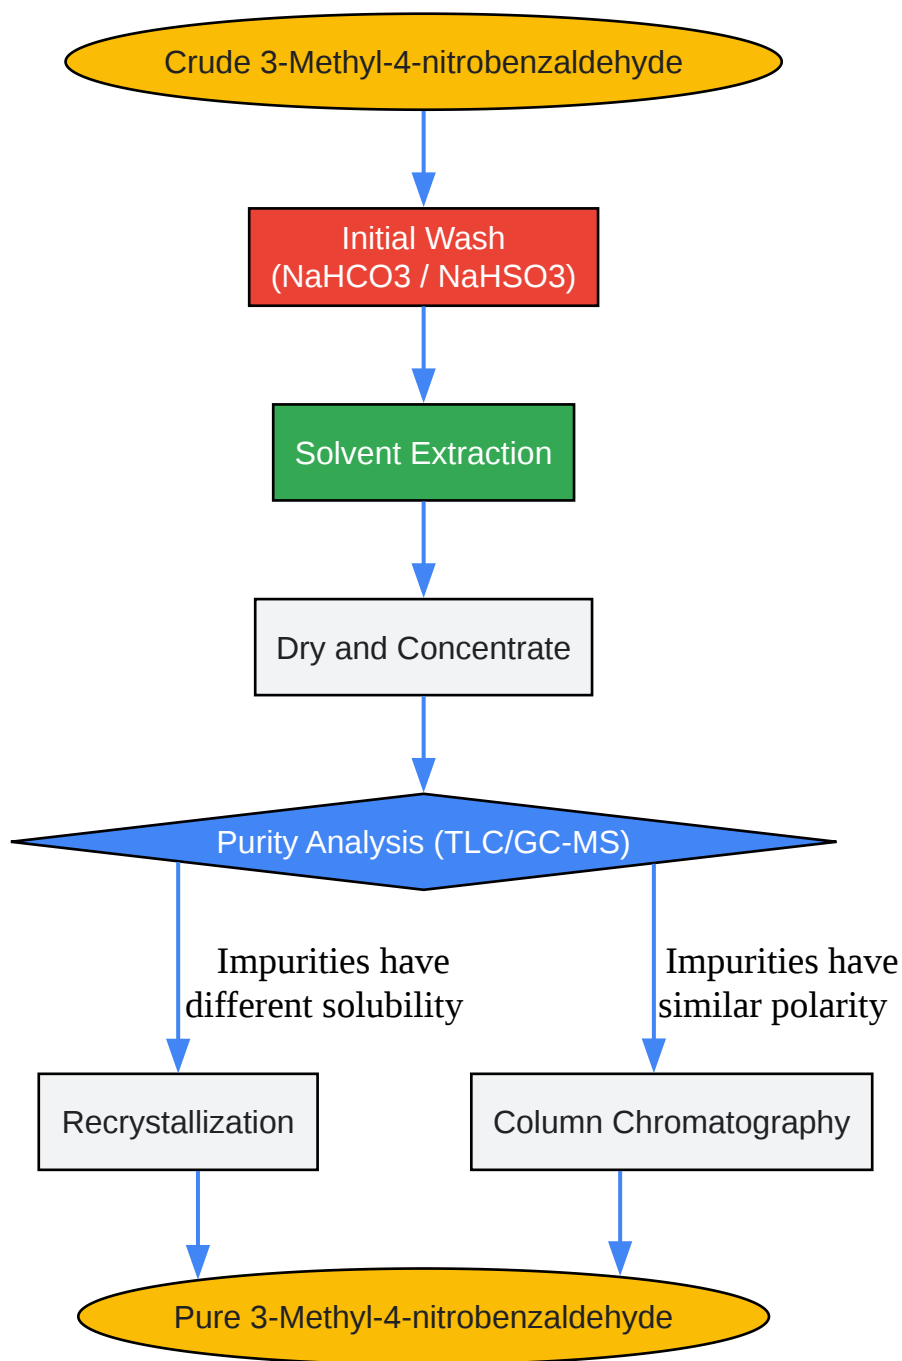 Crude 3-Methyl-4-nitrobenzaldehyde
Initial Wash
(NaHCO3 / NaHSO3)
Solvent Extraction
Dry and Concentrate
Purity Analysis (TLC/GC-MS)
Impurities have
different solubility
Impurities have
similar polarity
Recrystallization
Column Chromatography
Pure 3-Methyl-4-nitrobenzaldehyde